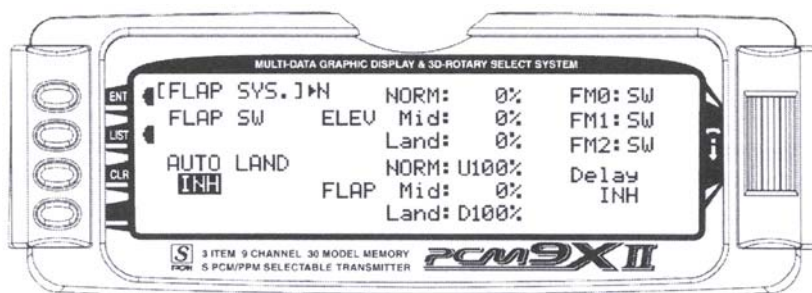 MULTI-DATA GRAPHIC DISPLAY & 3D-ROTARY SELECT SYSTEM
ENT
LIST
CLR
[FLAP SYS.]▶N
FLAP SW
AUTO LAND
INH
ELEV
NORM: 0%
Mid: 0%
Land: 0%
FLAP
NORM: U100%
Mid: 0%
Land: D100%
FM0: SW
FM1: SW
FM2: SW
Delay
INH
S PCM
3 ITEM 9 CHANNEL 30 MODEL MEMORY
S PCM/PPM SELECTABLE TRANSMITTER
PCM9XII